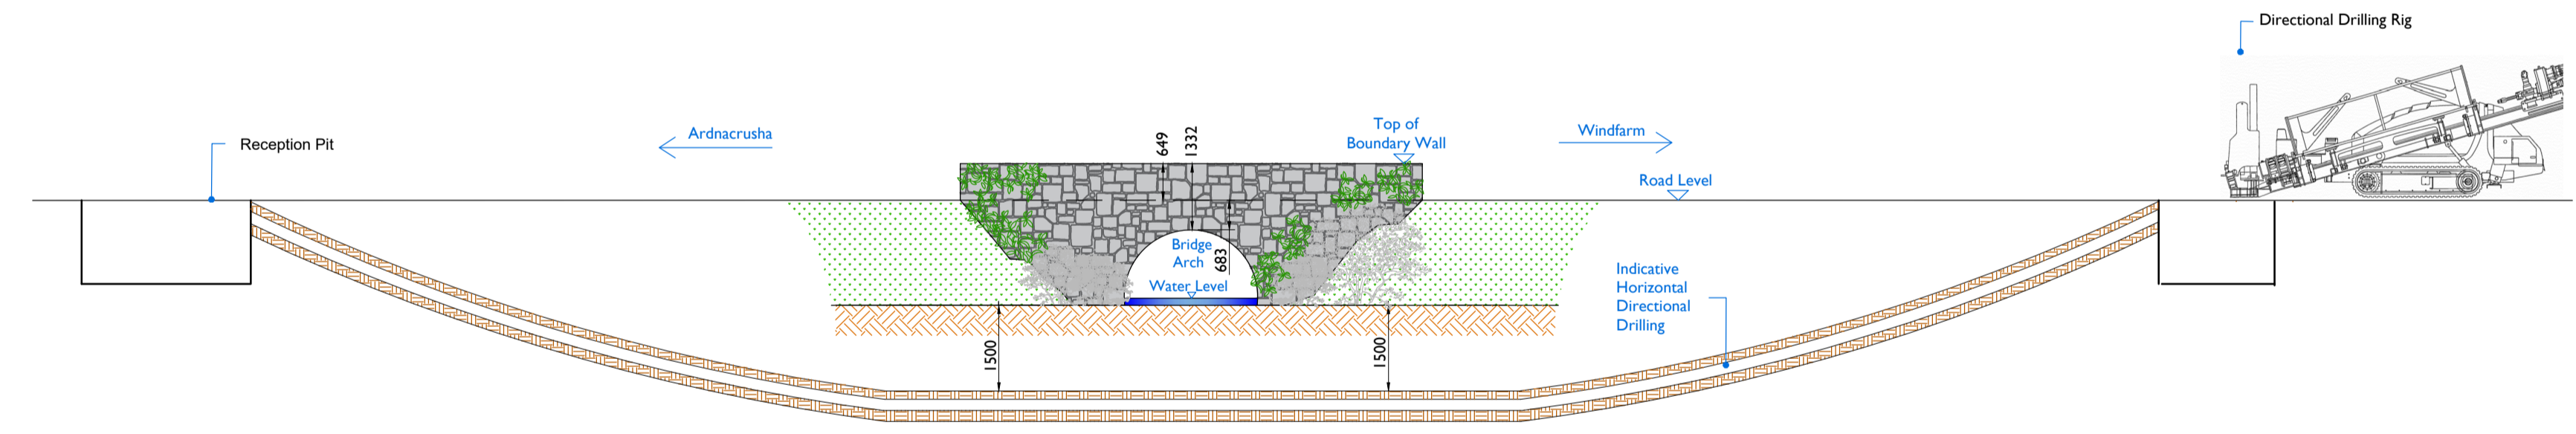 Directional Drilling Rig
Reception Pit
Ardnacrusha
649
1332
Top of
Boundary Wall
Windfarm
Road Level
Bridge
Arch
683
Water Level
Indicative
Horizontal
Directional
Drilling
1500
1500